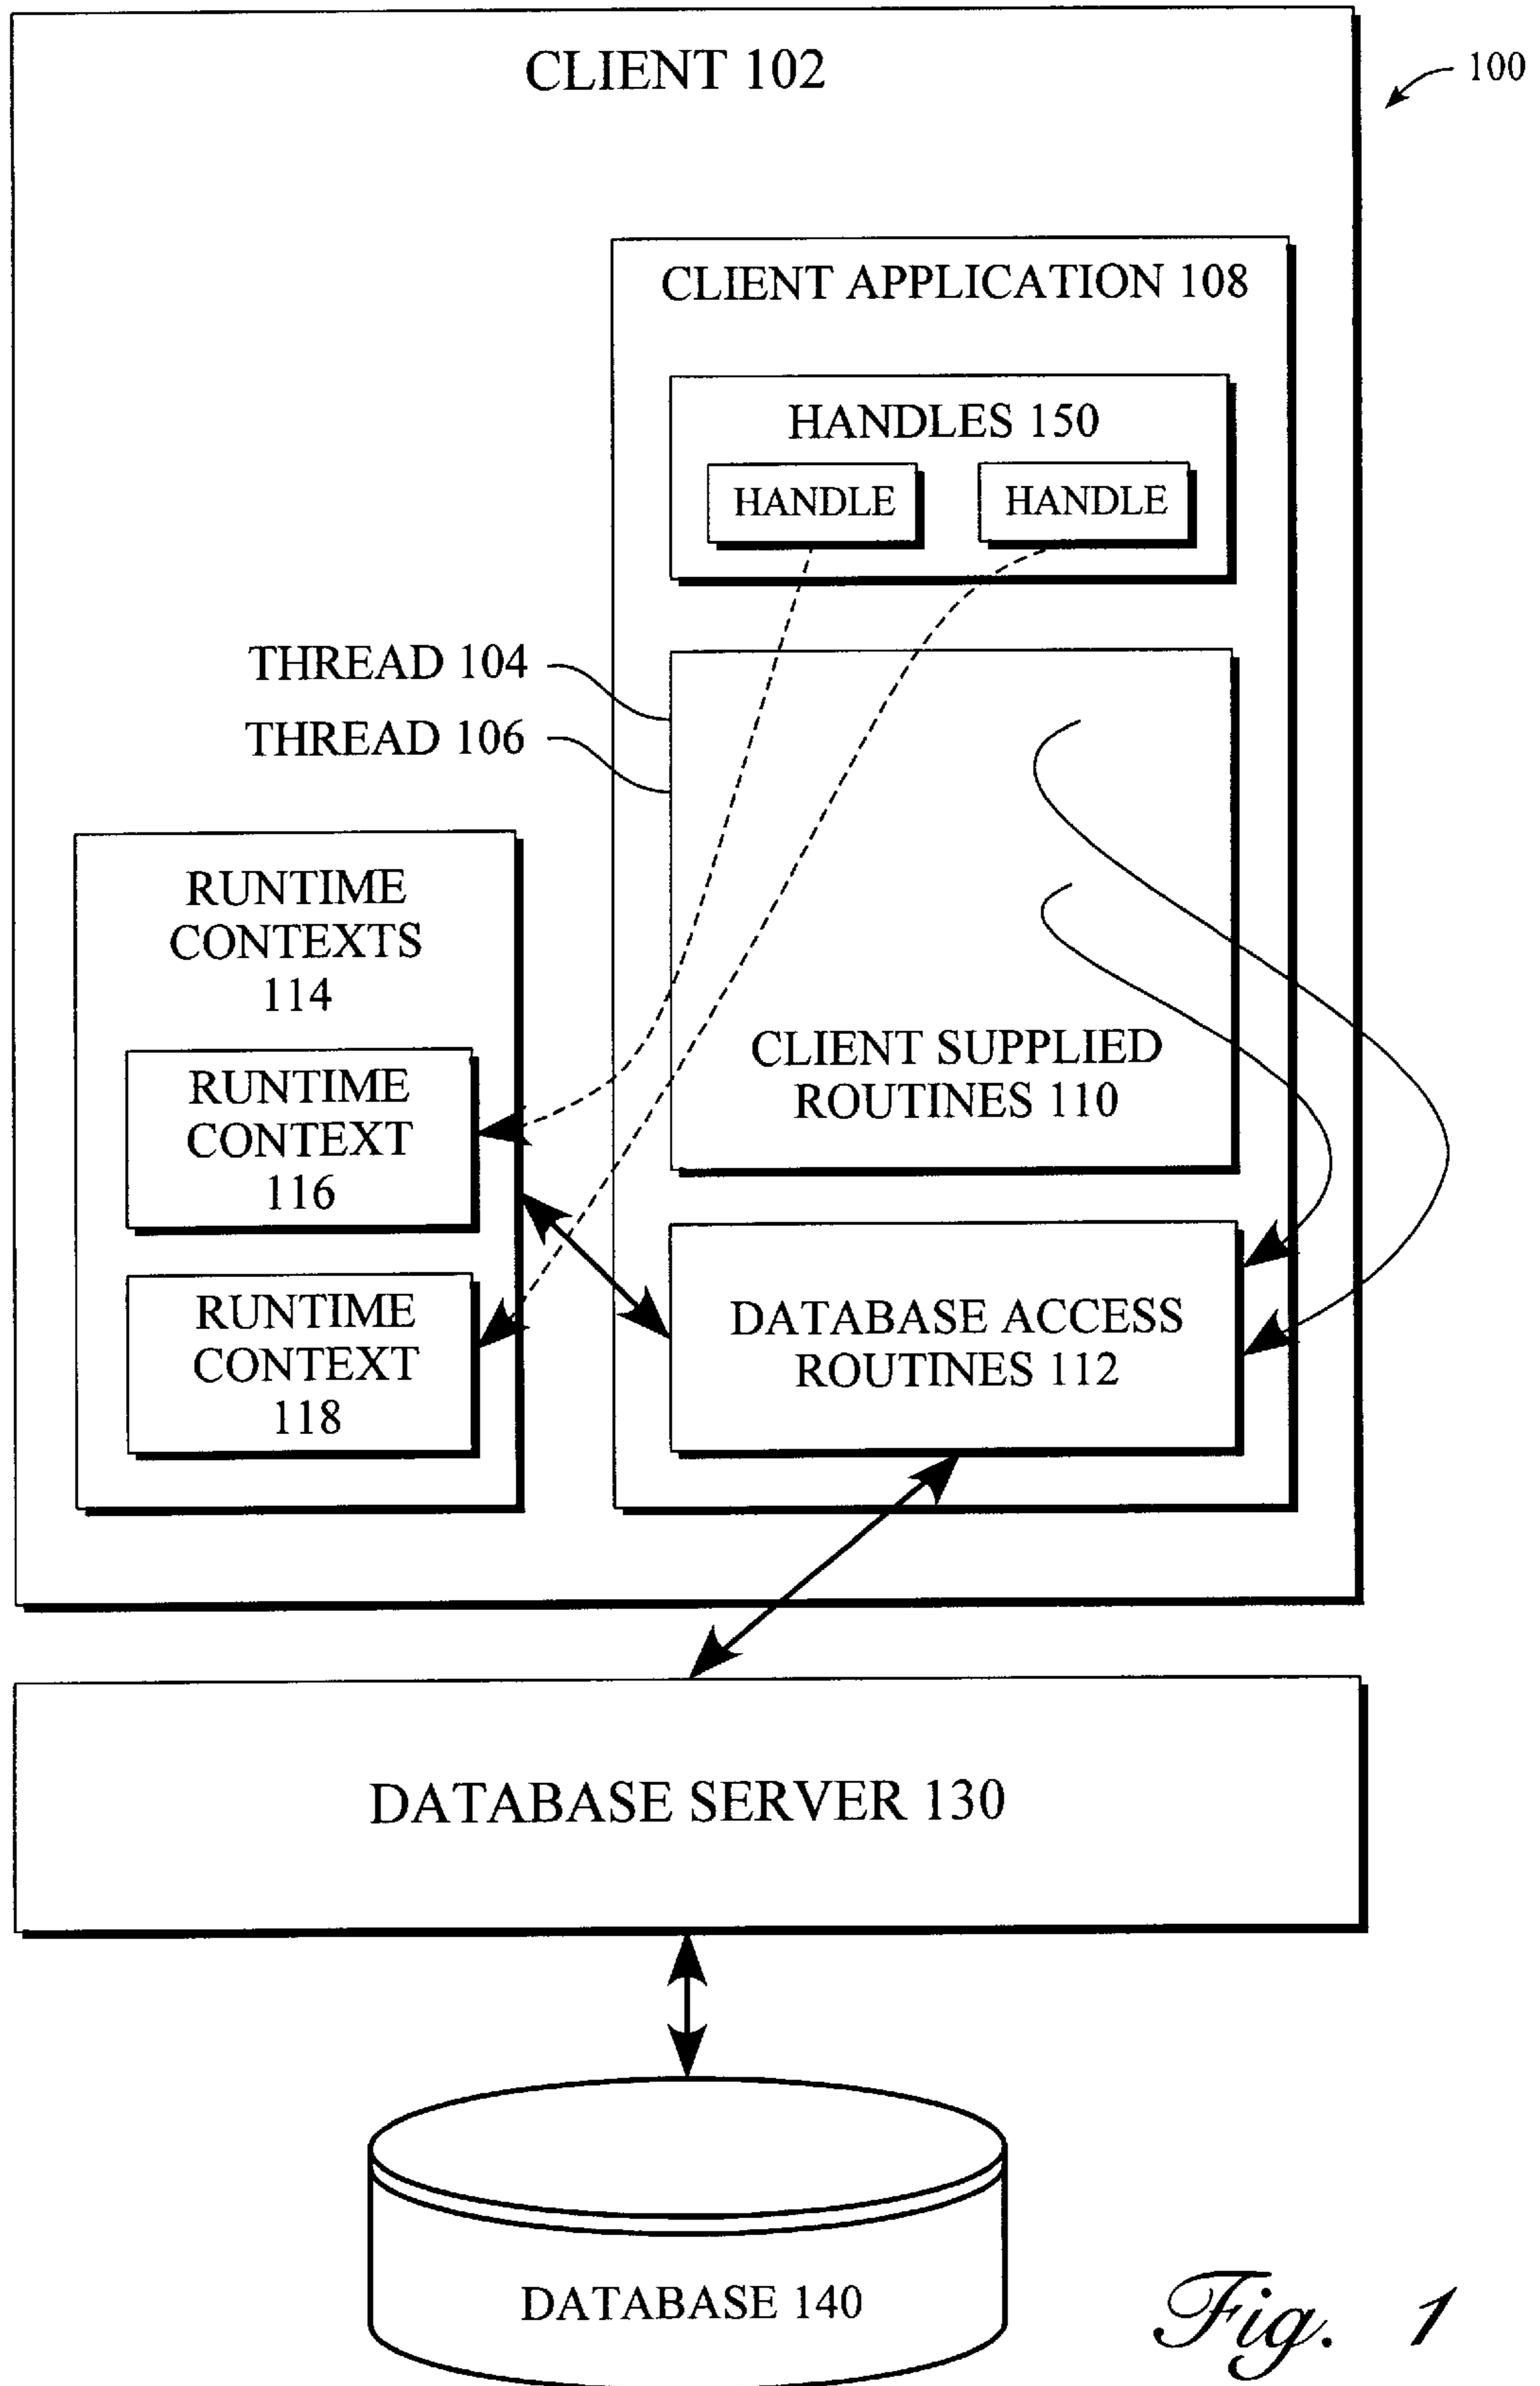 CLIENT 102
100
CLIENT APPLICATION 108
HANDLES 150
HANDLE
HANDLE
THREAD 104
THREAD 106
RUNTIME
CONTEXTS
114
RUNTIME
CONTEXT
116
RUNTIME
CONTEXT
118
CLIENT SUPPLIED
ROUTINES 110
DATABASE ACCESS
ROUTINES 112
DATABASE SERVER 130
DATABASE 140
Fig. 1